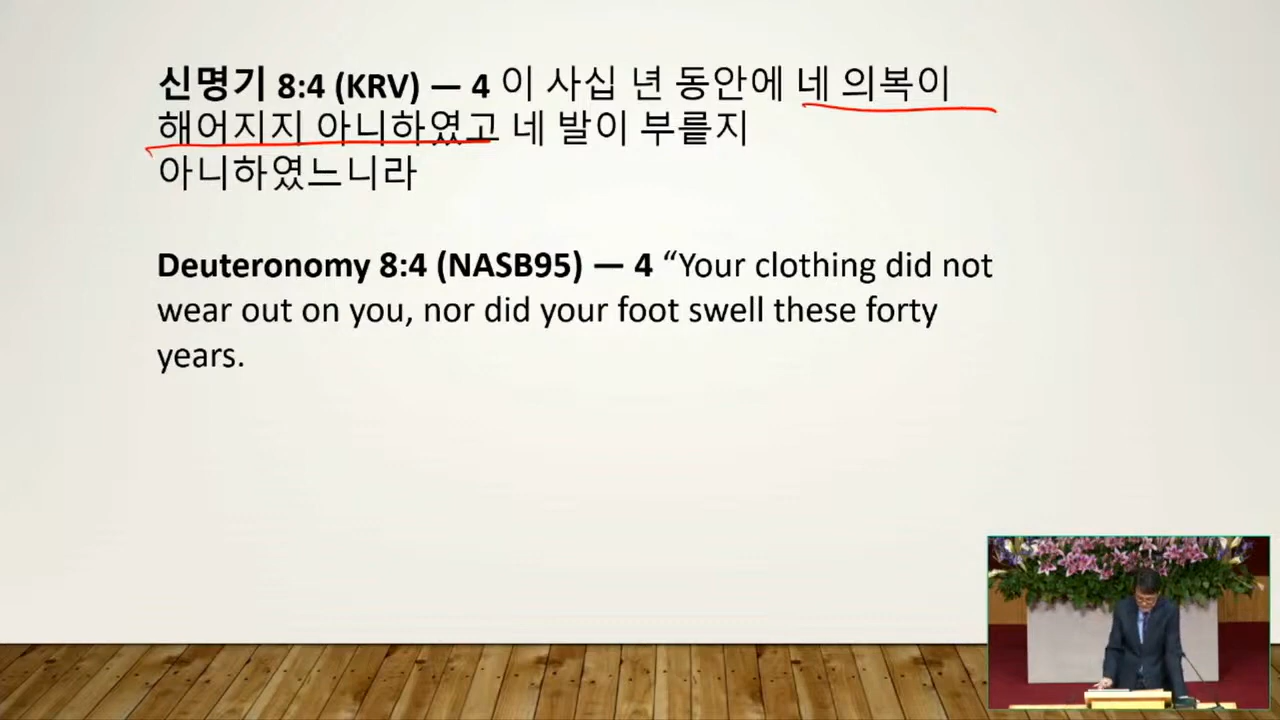 신명기 8:4 (KRV) — 4 이 사십 년 동안에 네 의복이
해어지지 아니하였고 네 발이 부릍지
아니하였느니라
Deuteronomy 8:4 (NASB95) — 4 “Your clothing did not
wear out on you, nor did your foot swell these forty
years.